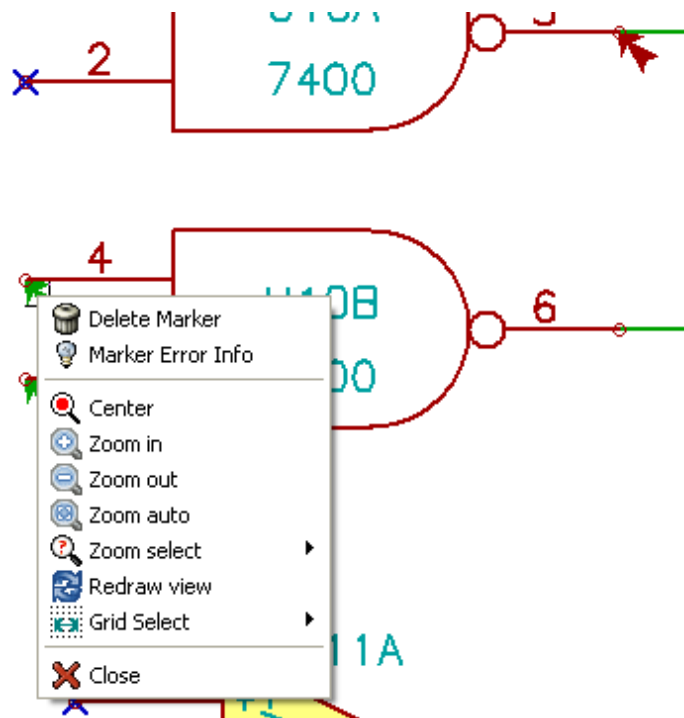 3
2
7400
4
6
Delete Marker
Marker Error Info
Center
Zoom in
Zoom out
Zoom auto
Zoom select
Redraw view
Grid Select
Close